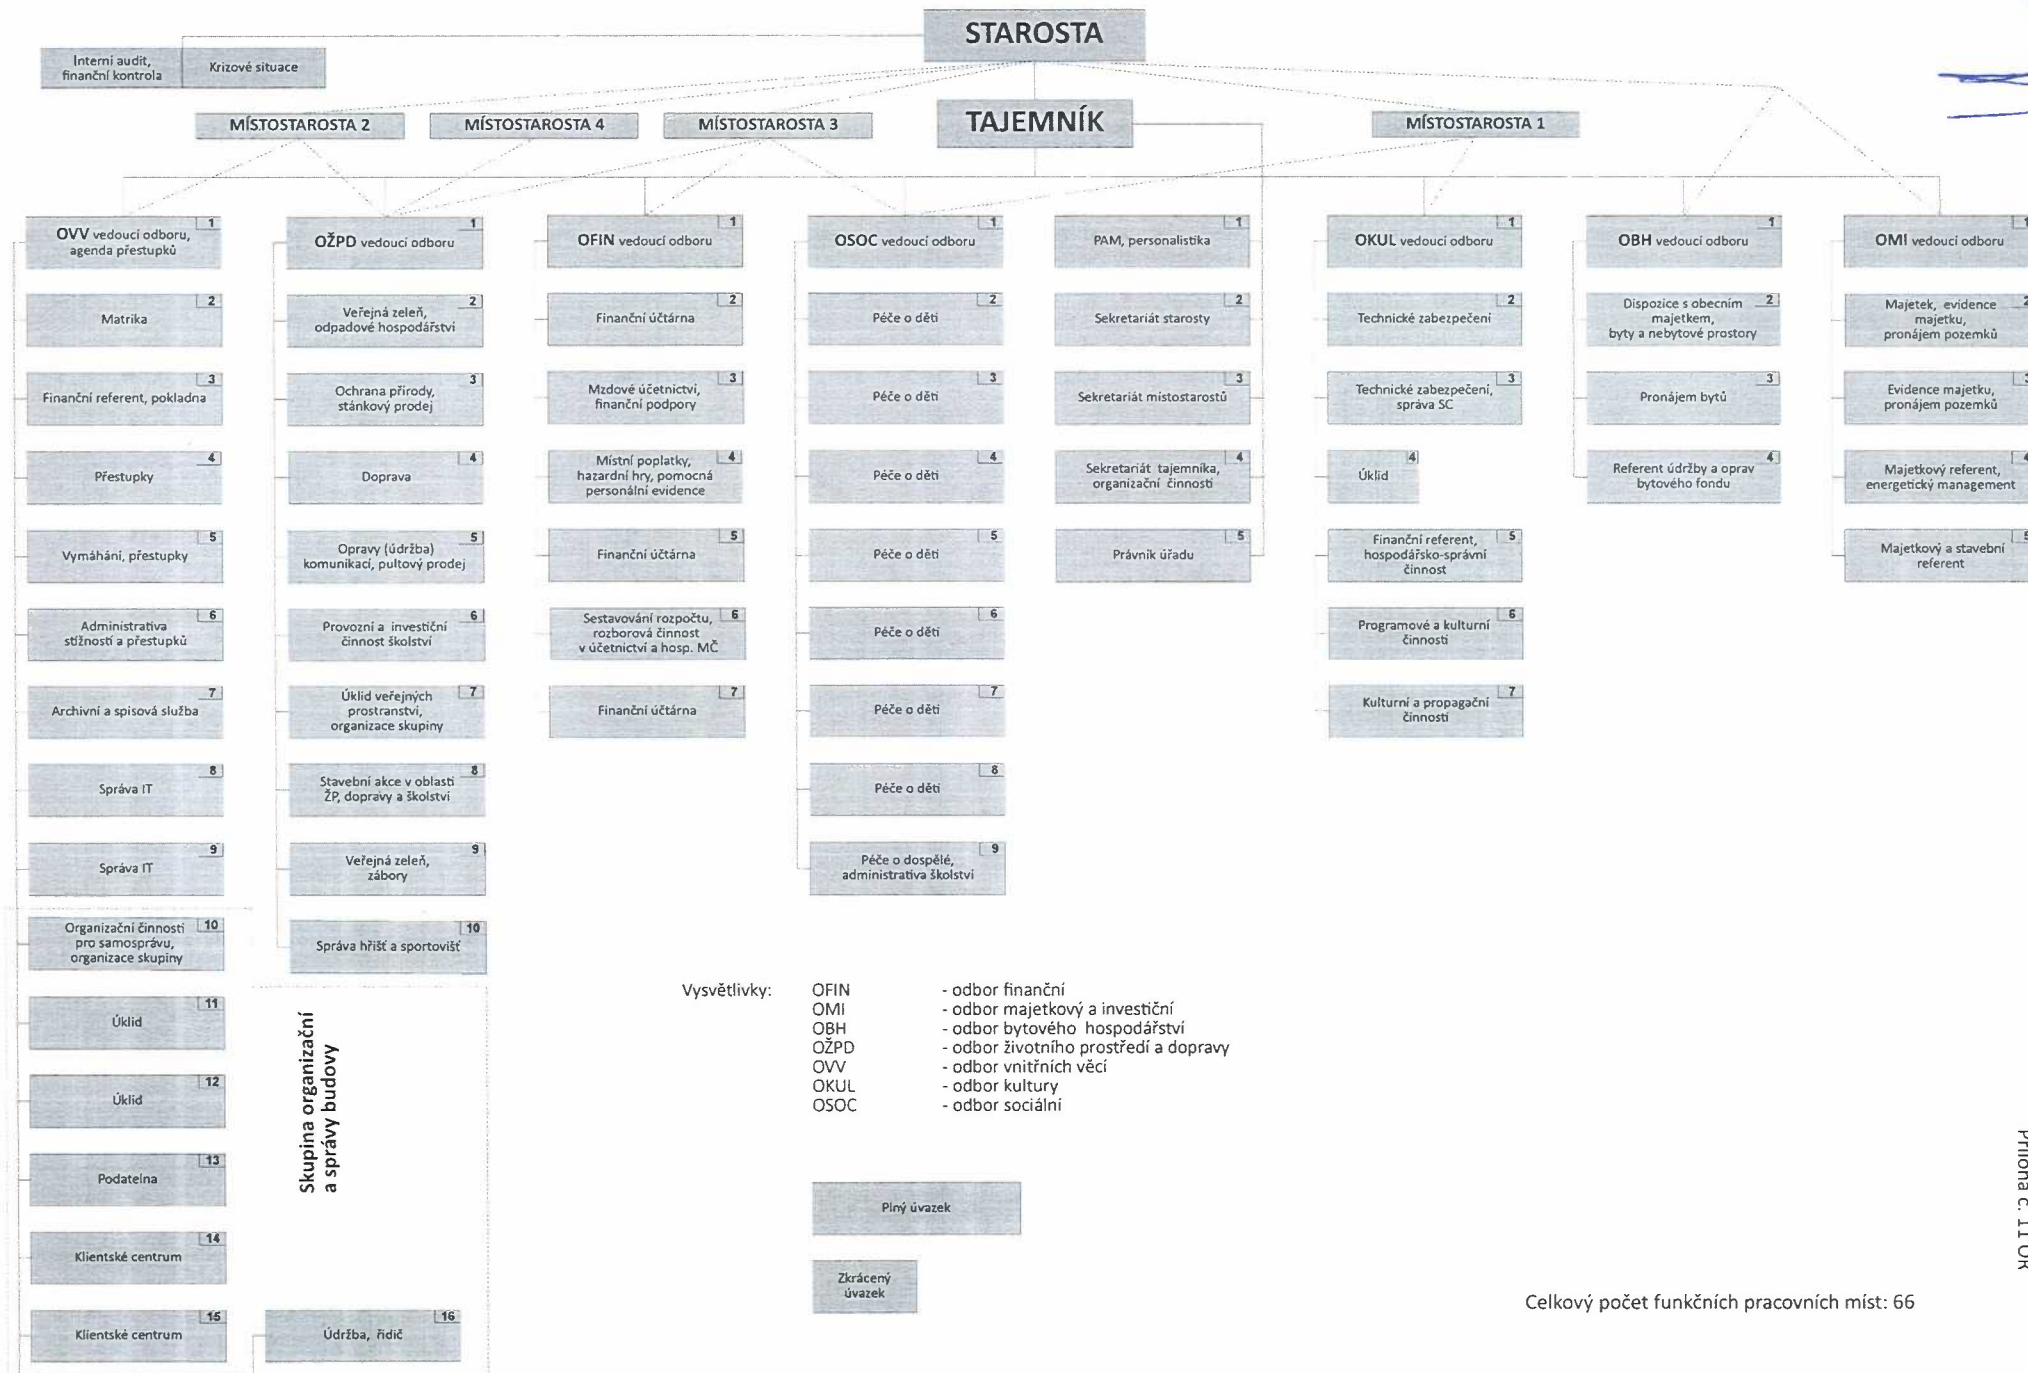 STAROSTA
Interní audit,
finanční kontrola
Krizové situace
MÍSTOSTAROSTA 2
MÍSTOSTAROSTA 4
MÍSTOSTAROSTA 3
TAJEMNÍK
MÍSTOSTAROSTA 1
1
OVV vedoucí odboru,
agenda přestupků
2
Matrika
3
Finanční referent, pokladna
4
Přestupky
5
Vymáhání, přestupky
6
Administrativa
stížností a přestupků
7
Archivní a spisová služba
8
Správa IT
9
Správa IT
10
Organizační činnosti
pro samosprávu,
organizace skupiny
11
Úklid
12
Úklid
13
Podatelna
14
Klientské centrum
15
Klientské centrum
16
Údržba, řidič
Skupina organizační
a správy budovy
1
OŽPD vedoucí odboru
2
Veřejná zeleň,
odpadové hospodářství
3
Ochrana přírody,
stánkový prodej
4
Doprava
5
Opravy (údržba)
komunikací, pultový prodej
6
Provozní a investiční
činnost školství
7
Úklid veřejných
prostranství,
organizace skupiny
8
Stavební akce v oblasti
ŽP, dopravy a školství
9
Veřejná zeleň,
zábory
10
Správa hřišť a sportovišť
1
OFIN vedoucí odboru
2
Finanční účtárna
3
Mzdové účetnictví,
finanční podpory
4
Místní poplatky,
hazardní hry, pomocná
personální evidence
5
Finanční účtárna
6
Sestavování rozpočtu,
rozborová činnost
v účetnictví a hosp. MČ
7
Finanční účtárna
1
OSOC vedoucí odboru
2
Péče o děti
3
Péče o děti
4
Péče o děti
5
Péče o děti
6
Péče o děti
7
Péče o děti
8
Péče o děti
9
Péče o dospělé,
administrativa školství
1
PAM, personalistika
2
Sekretariát starosty
3
Sekretariát místostarostů
4
Sekretariát tajemníka,
organizační činnosti
5
Právník úřadu
1
OKUL vedoucí odboru
2
Technické zabezpečení
3
Technické zabezpečení,
správa SC
4
Úklid
5
Finanční referent,
hospodářsko-správní
činnost
6
Programové a kulturní
činnosti
7
Kulturní a propagační
činnosti
1
OBH vedoucí odboru
2
Dispozice s obecním
majetkem,
byty a nebytové prostory
3
Pronájem bytů
4
Referent údržby a oprav
bytového fondu
1
OMI vedoucí odboru
2
Majetek, evidence
majetku,
pronájem pozemků
3
Evidence majetku,
pronájem pozemků
4
Majetkový referent,
energetický management
5
Majetkový a stavební
referent
Vysvětlivky:
OFIN - odbor finanční
OMI - odbor majetkový a investiční
OBH - odbor bytového hospodářství
OŽPD - odbor životního prostředí a dopravy
OVV - odbor vnitřních věcí
OKUL - odbor kultury
OSOC - odbor sociální
Plný úvazek
Zkrácený
úvazek
Celkový počet funkčních pracovních míst: 66